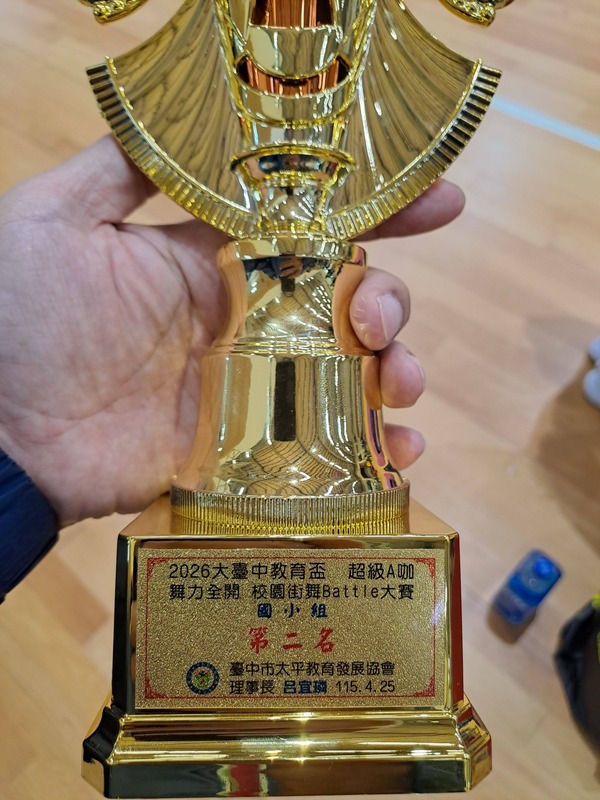 2026大臺中教育盃 超級A咖
舞力全開 校園街舞Battle大賽
國小組
第二名
臺中市太平教育發展協會
理事長 呂宜璘 115.4.25